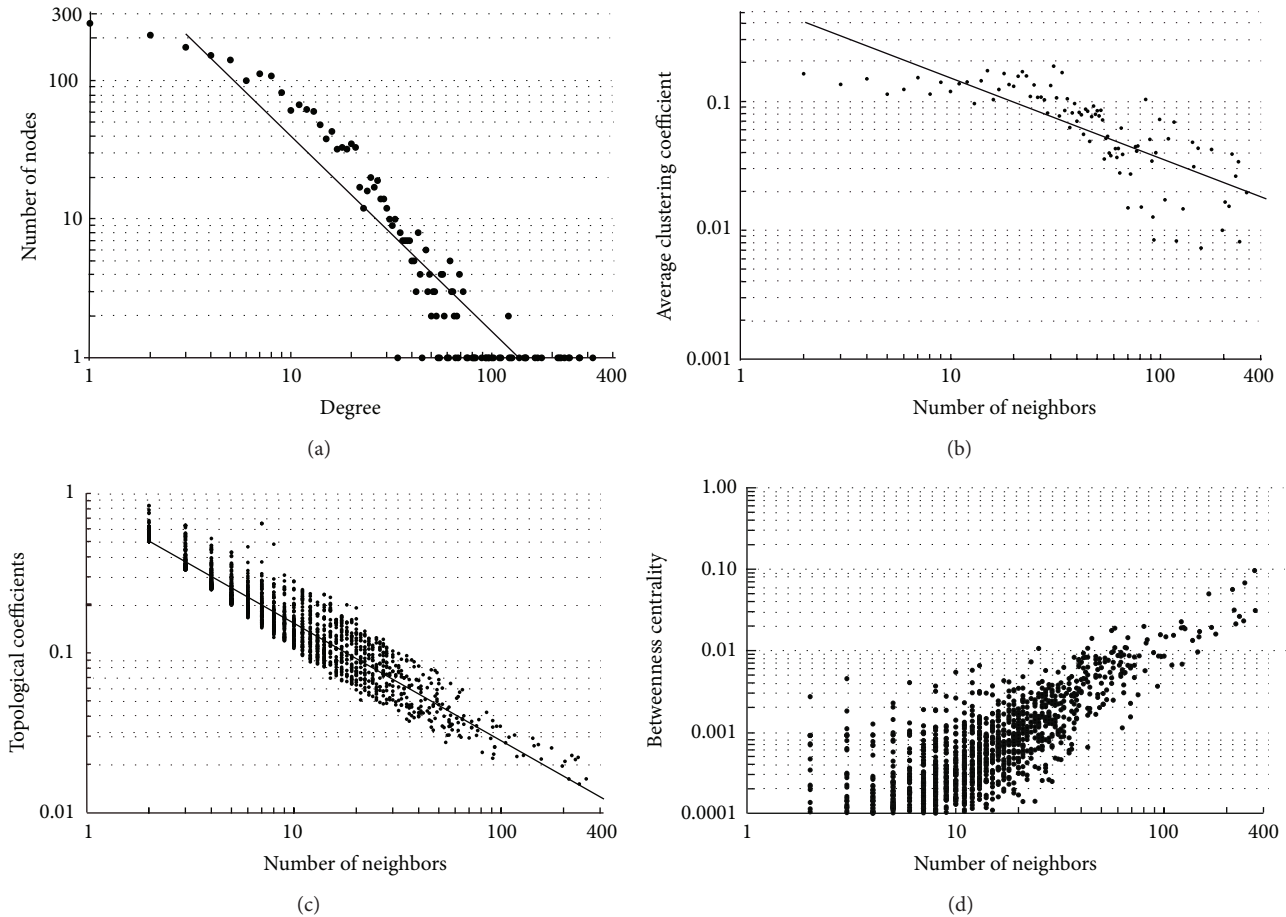 300
100
10
1
Number of nodes
1 10 100 400
Degree
(a)
0.1
0.01
0.001
Average clustering coefficient
1 10 100 400
Number of neighbors
(b)
1
0.1
0.01
Topological coefficients
1 10 100 400
Number of neighbors
(c)
1.00
0.10
0.01
0.001
0.0001
Betweenness centrality
1 10 100 400
Number of neighbors
(d)